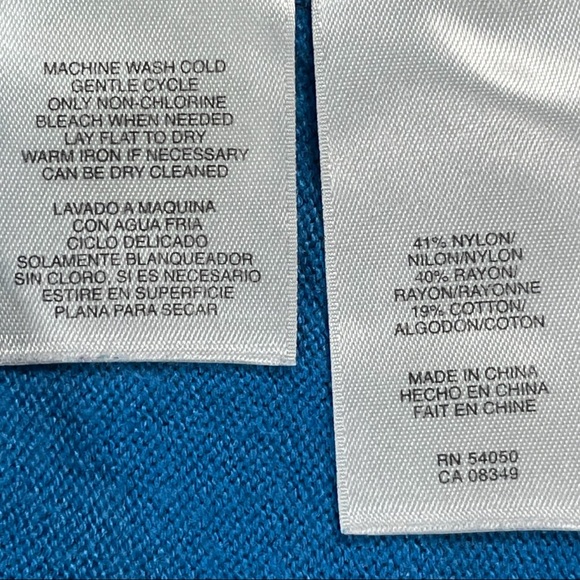 MACHINE WASH COLD
GENTLE CYCLE
ONLY NON-CHLORINE
BLEACH WHEN NEEDED
LAY FLAT TO DRY
WARM IRON IF NECESSARY
CAN BE DRY CLEANED
LAVADO A MAQUINA
CON AGUA FRIA
CICLO DELICADO
SOLAMENTE BLANQUEADOR
SIN CLORO, SI ES NECESARIO
ESTIRE EN SUPERFICIE
PLANA PARA SECAR
41% NYLON/
NILON/NYLON
40% RAYON/
RAYON/RAYONNE
19% COTTON/
ALGODÓN/COTON
MADE IN CHINA
HECHO EN CHINA
FAIT EN CHINE
RN 54050
CA 08349